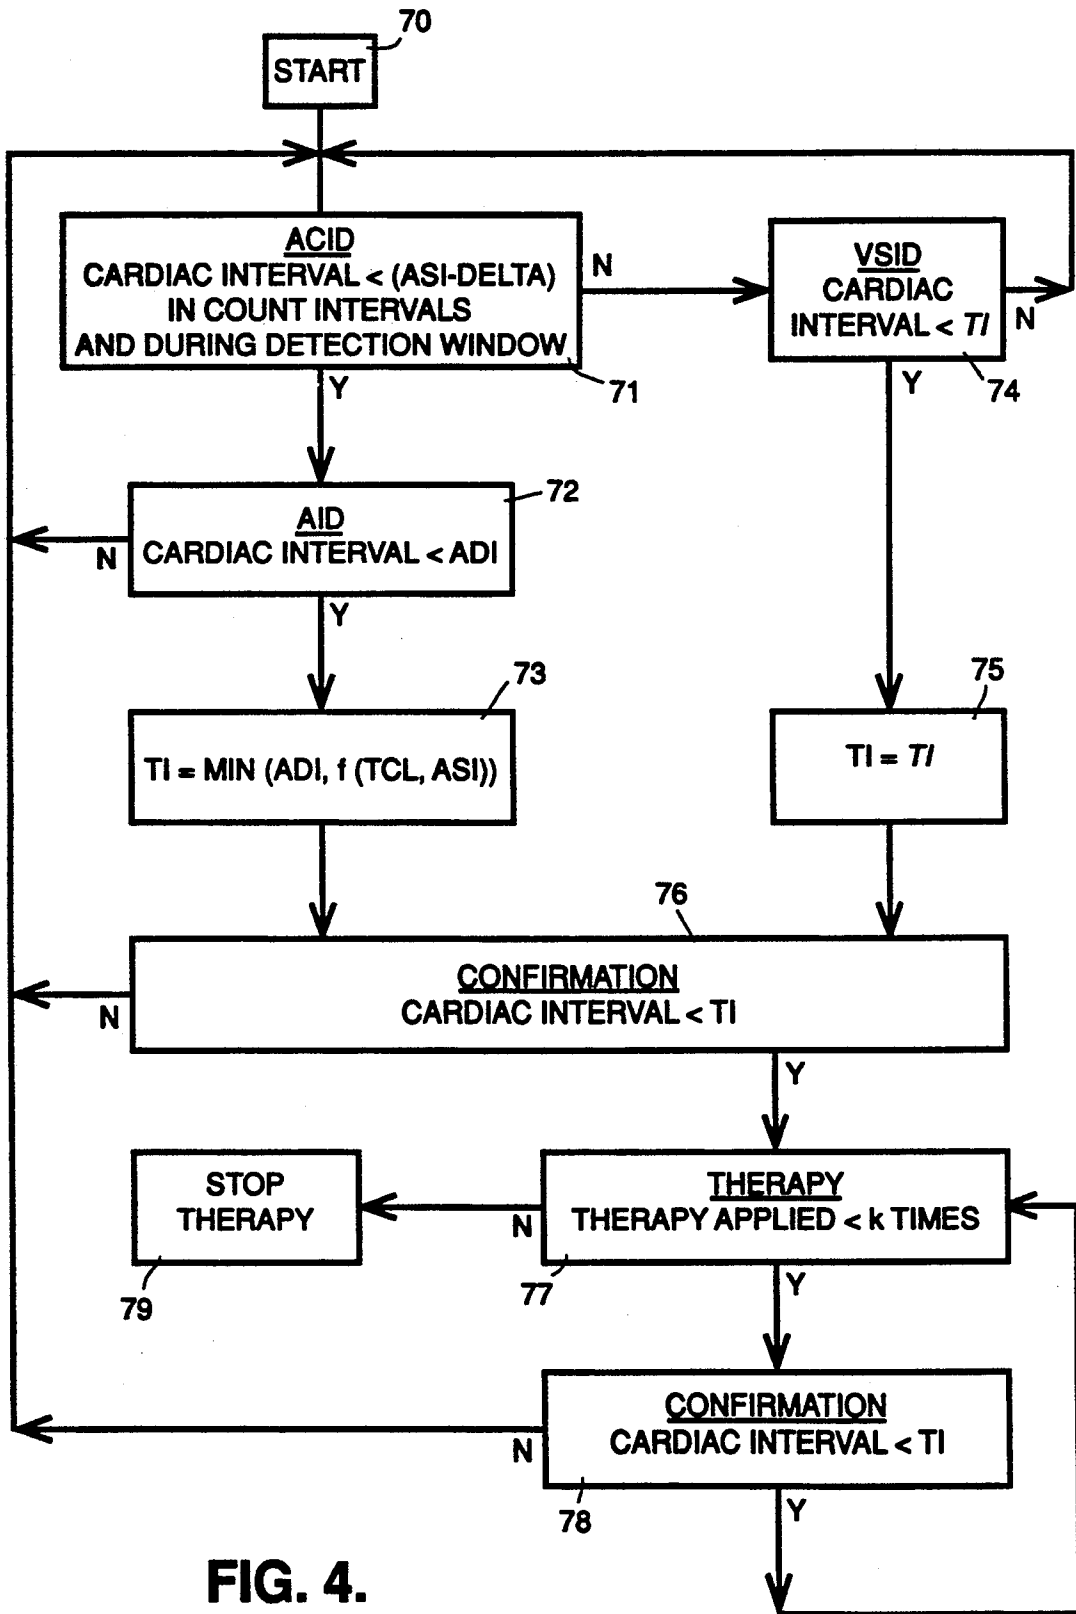 70
START
ACID
CARDIAC INTERVAL < (ASI-DELTA)
IN COUNT INTERVALS
AND DURING DETECTION WINDOW
71
N
Y
VSID
CARDIAC
INTERVAL < TI
74
N
Y
72
AID
CARDIAC INTERVAL < ADI
N
Y
73
TI = MIN (ADI, f (TCL, ASI))
75
TI = TI
76
CONFIRMATION
CARDIAC INTERVAL < TI
N
Y
STOP
THERAPY
79
THERAPY
THERAPY APPLIED < k TIMES
N
77
Y
CONFIRMATION
CARDIAC INTERVAL < TI
N
78
Y
FIG. 4.